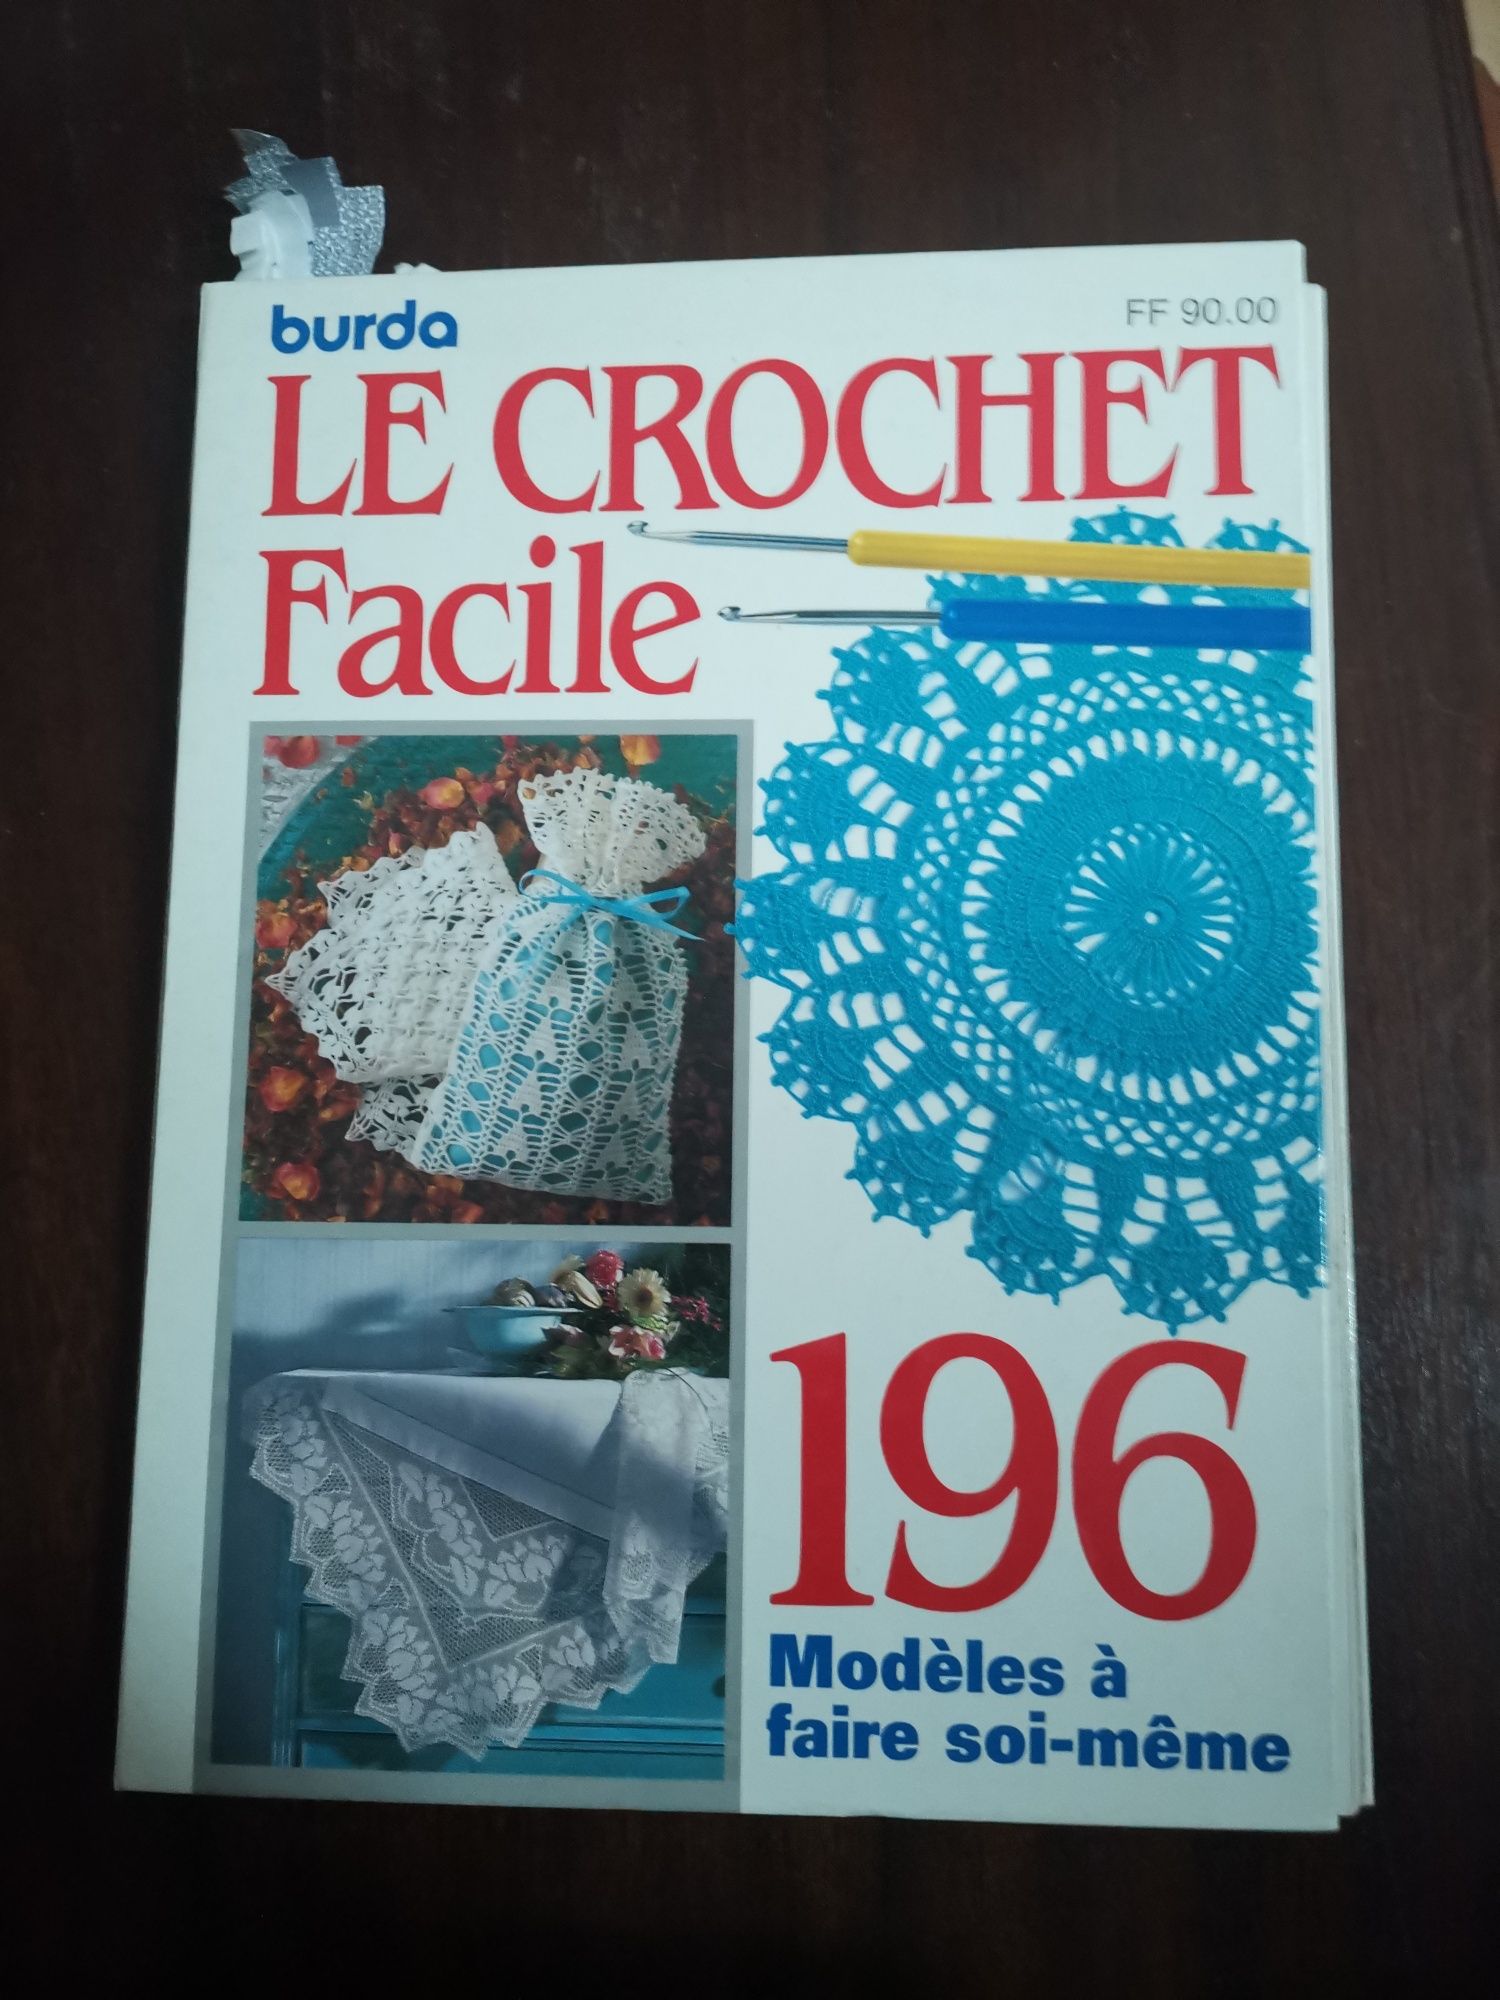 burda
FF 90.00
LE CROCHET
Facile
196
Modèles à
faire soi-même